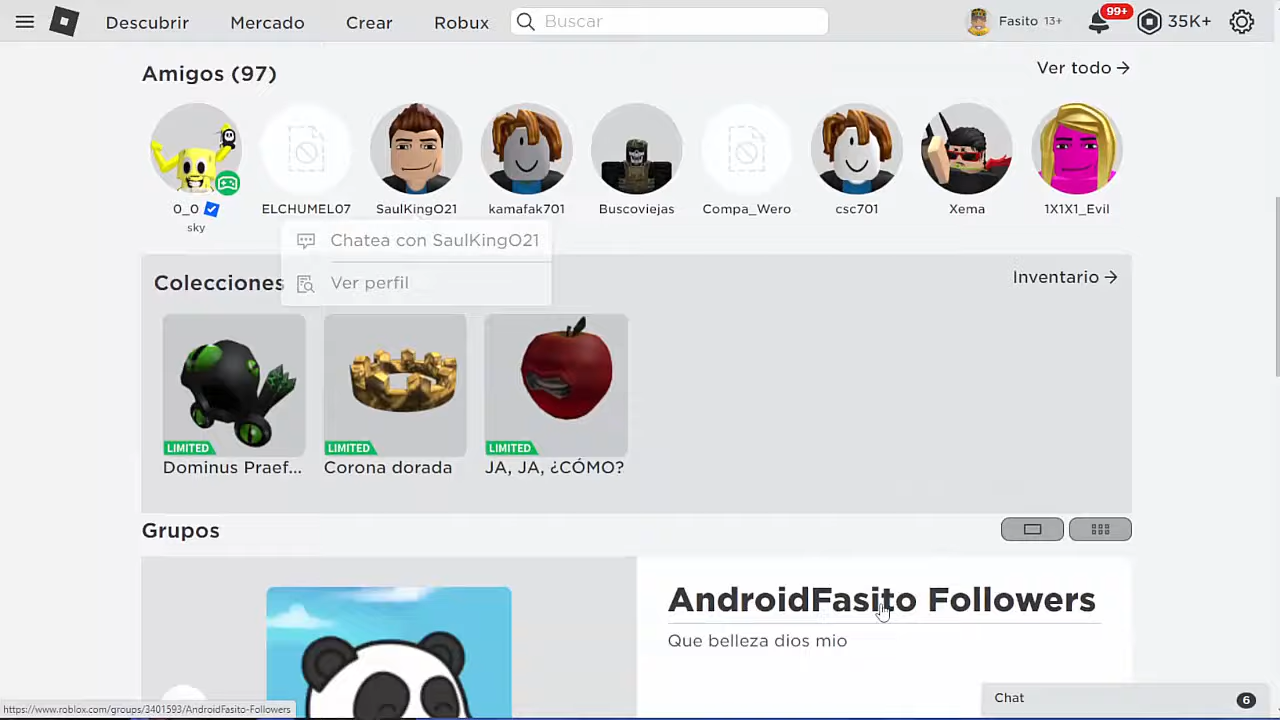 Descubrir Mercado Crear Robux Buscar Fasito 13+ 99+ 35K+
Amigos (97) Ver todo →
0_0 ELCHUMEL07 SaulKingO21 kamafak701 Buscoviejas Compa_Wero csc701 Xema 1X1X1_Evil
sky
Chatea con SaulKingO21
Ver perfil
Colecciones Inventario →
LIMITED LIMITED LIMITED
Dominus Praef... Corona dorada JA, JA, ¿CÓMO?
Grupos
AndroidFasito Followers
Que belleza dios mio
Chat 6
https://www.roblox.com/groups/3401593/AndroidFasito-Followers